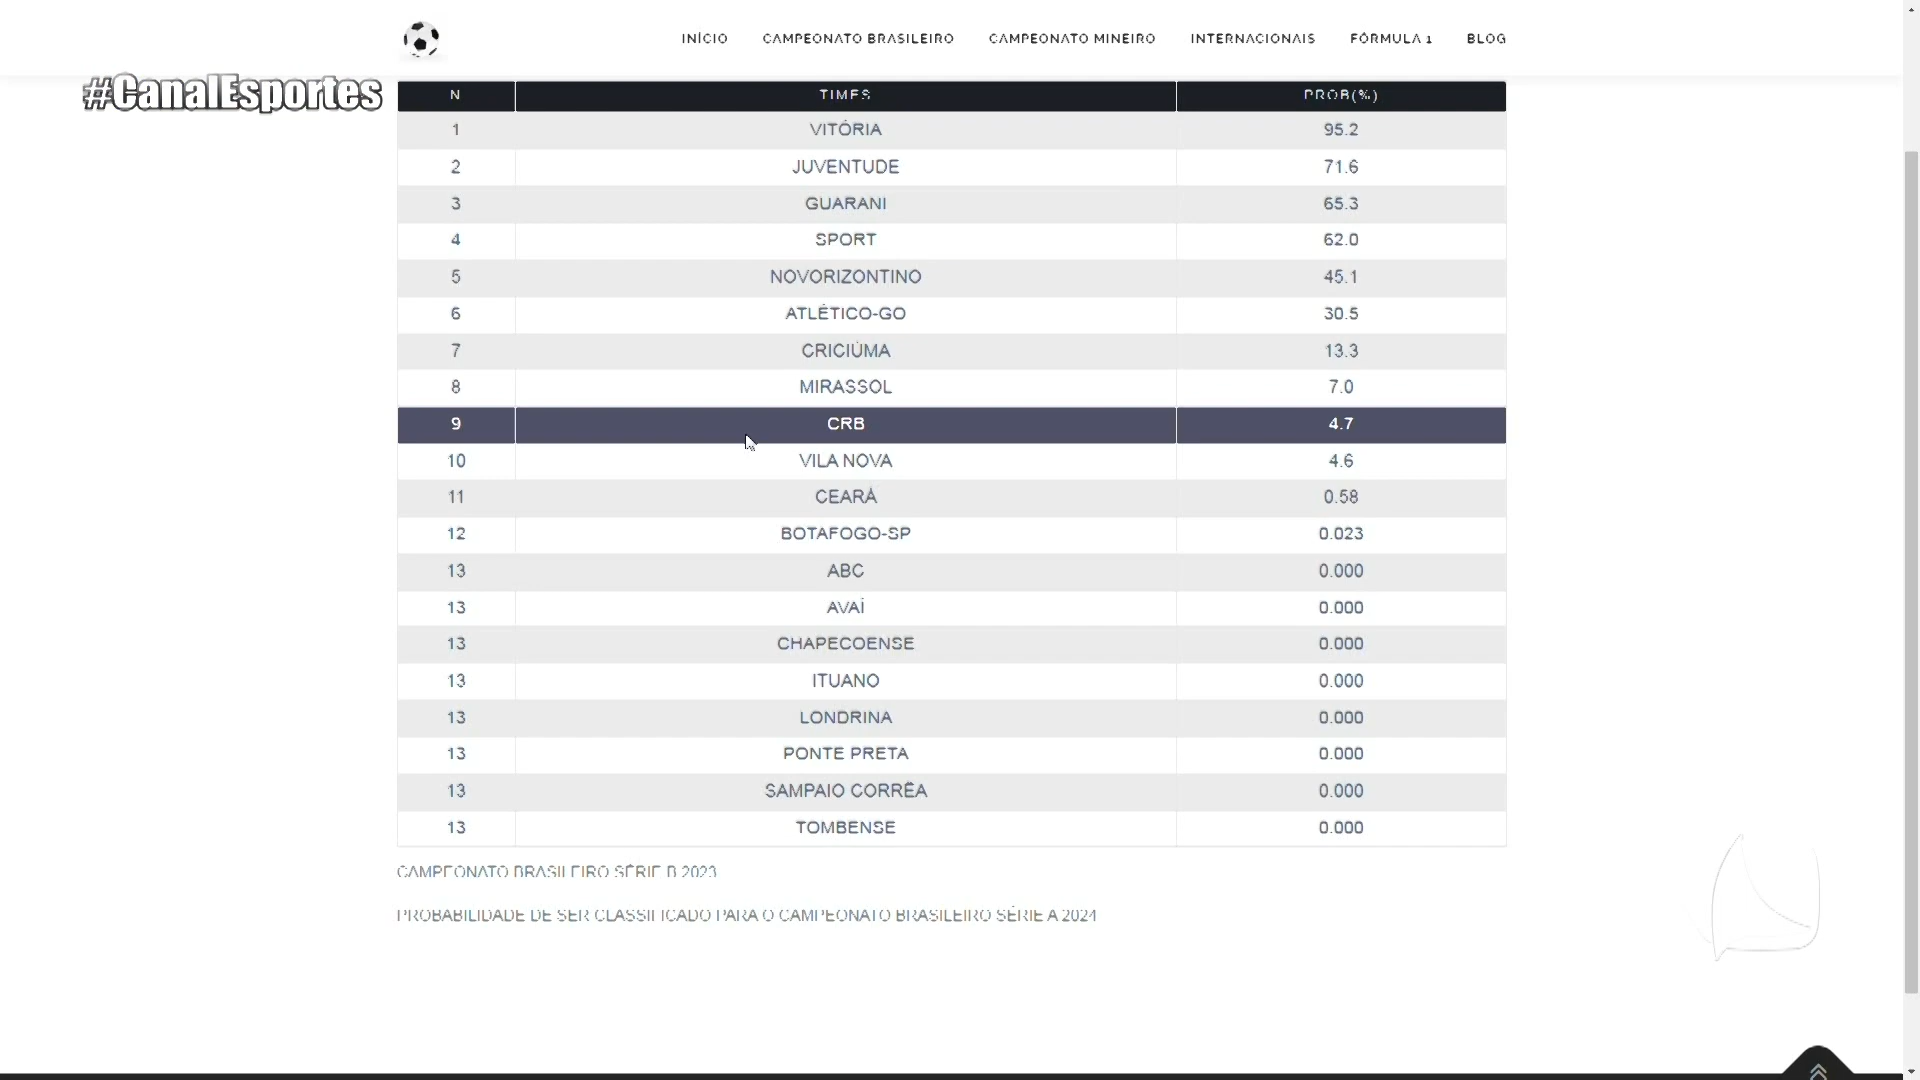 INÍCIO CAMPEONATO BRASILEIRO CAMPEONATO MINEIRO INTERNACIONAIS FÓRMULA 1 BLOG
#CanalEsportes
N TIMES PROB(%)
1 VITÓRIA 95.2
2 JUVENTUDE 71.6
3 GUARANI 65.3
4 SPORT 62.0
5 NOVORIZONTINO 45.1
6 ATLÉTICO-GO 30.5
7 CRICIÚMA 13.3
8 MIRASSOL 7.0
9 CRB 4.7
10 VILA NOVA 4.6
11 CEARÁ 0.58
12 BOTAFOGO-SP 0.023
13 ABC 0.000
13 AVAÍ 0.000
13 CHAPECOENSE 0.000
13 ITUANO 0.000
13 LONDRINA 0.000
13 PONTE PRETA 0.000
13 SAMPAIO CORRÊA 0.000
13 TOMBENSE 0.000
CAMPEONATO BRASILEIRO SÉRIE B 2023
PROBABILIDADE DE SER CLASSIFICADO PARA O CAMPEONATO BRASILEIRO SÉRIE A 2024